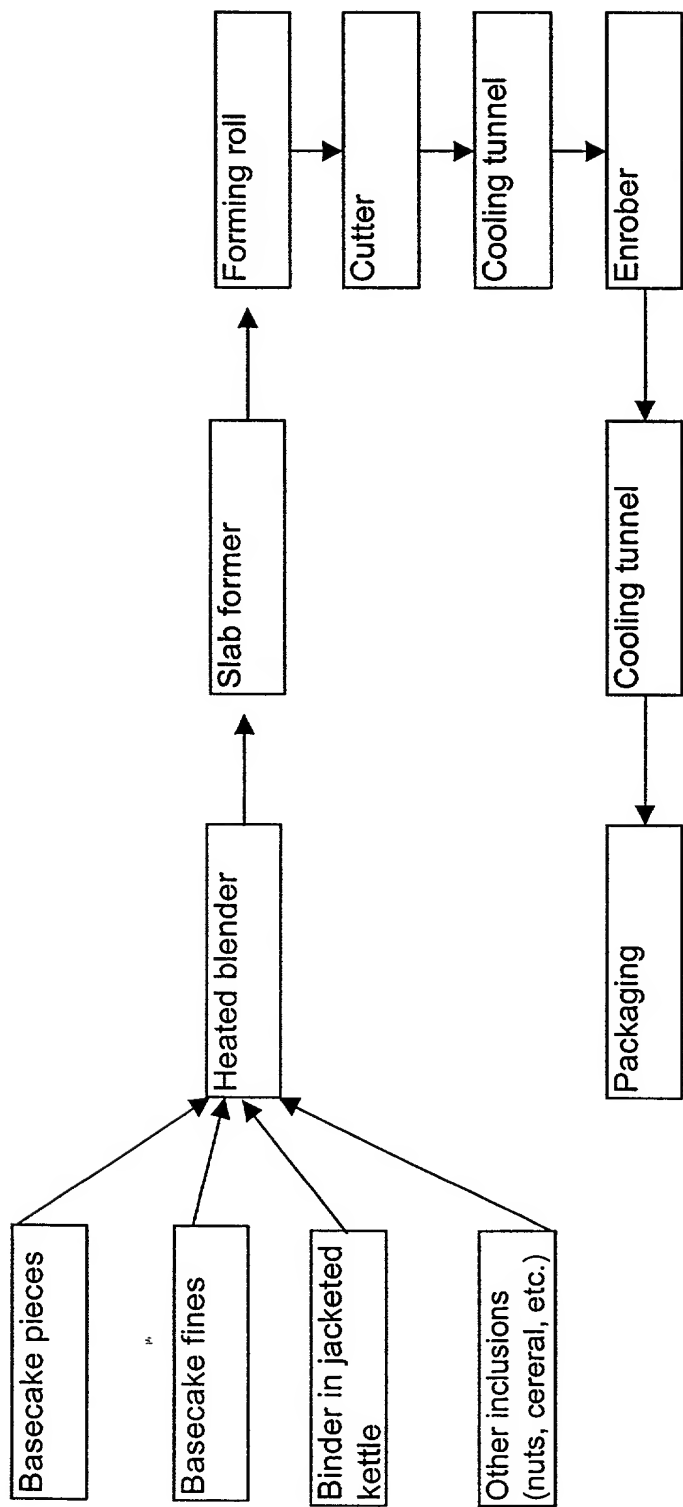 Basecake pieces
Basecake fines
Binder in jacketed
kettle
Other inclusions
(nuts, cereral, etc.)
Heated blender
Slab former
Forming roll
Cutter
Cooling tunnel
Enrober
Cooling tunnel
Packaging